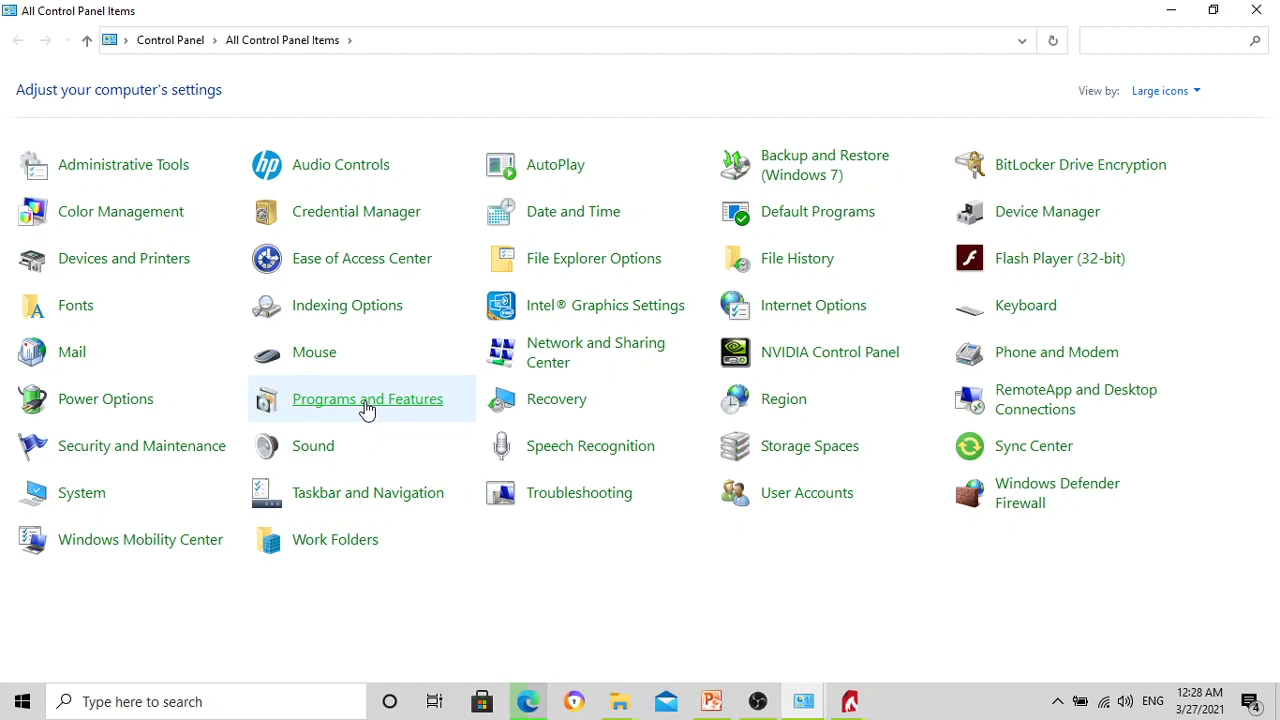 All Control Panel Items
Control Panel
All Control Panel Items
Adjust your computer's settings
View by:
Large icons
Administrative Tools
hp
Audio Controls
AutoPlay
Backup and Restore
(Windows 7)
BitLocker Drive Encryption
Color Management
Credential Manager
Date and Time
Default Programs
Device Manager
Devices and Printers
Ease of Access Center
File Explorer Options
File History
Flash Player (32-bit)
Fonts
Indexing Options
Intel® Graphics Settings
Internet Options
Keyboard
Mail
Mouse
Network and Sharing
Center
NVIDIA Control Panel
Phone and Modem
Power Options
Programs and Features
Recovery
Region
RemoteApp and Desktop
Connections
Security and Maintenance
Sound
Speech Recognition
Storage Spaces
Sync Center
System
Taskbar and Navigation
Troubleshooting
User Accounts
Windows Defender
Firewall
Windows Mobility Center
Work Folders
Type here to search
ENG
12:28 AM
3/27/2021
4